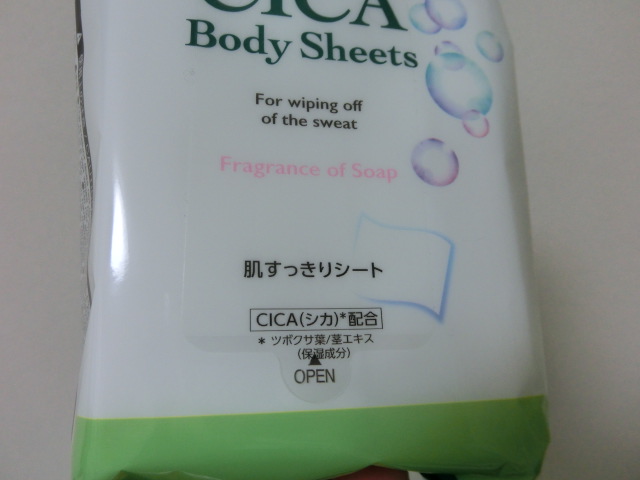 CICA
Body Sheets
For wiping off
of the sweat
Fragrance of Soap
肌すっきりシート
CICA(シカ)*配合
* ツボクサ葉/茎エキス
(保湿成分)
OPEN